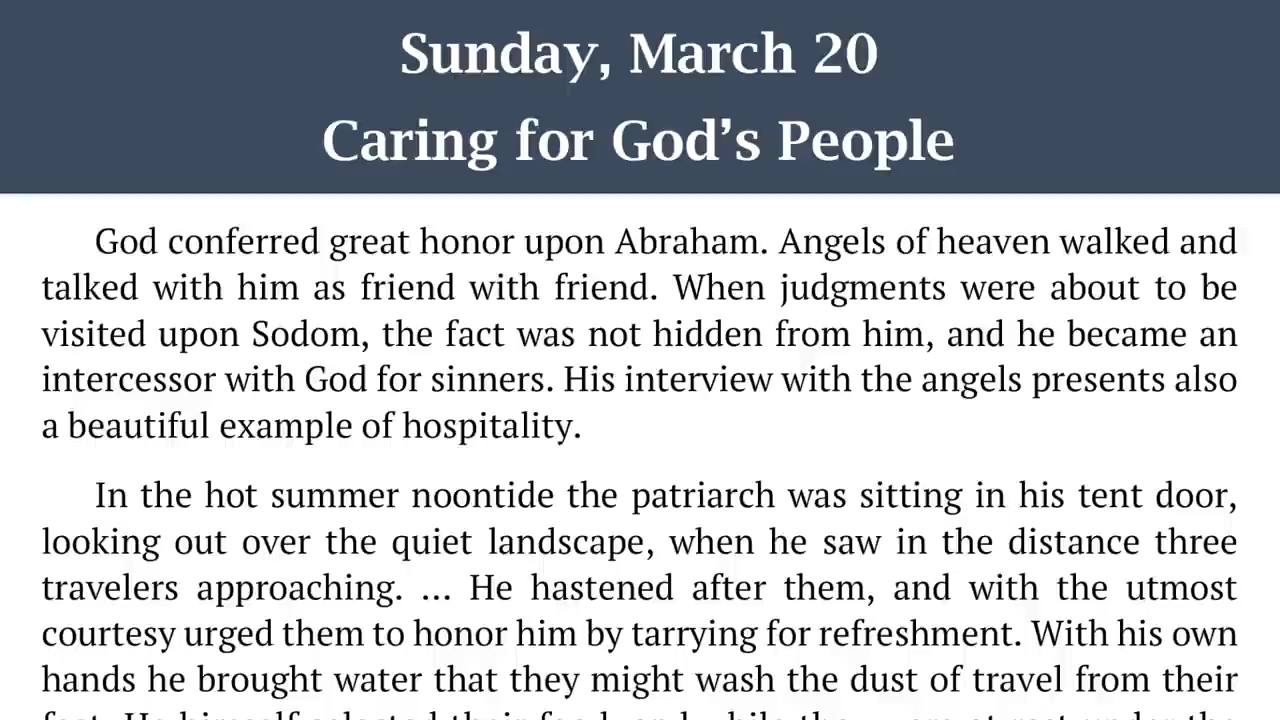 Sunday, March 20
Caring for God’s People
God conferred great honor upon Abraham. Angels of heaven walked and
talked with him as friend with friend. When judgments were about to be
visited upon Sodom, the fact was not hidden from him, and he became an
intercessor with God for sinners. His interview with the angels presents also
a beautiful example of hospitality.
In the hot summer noontide the patriarch was sitting in his tent door,
looking out over the quiet landscape, when he saw in the distance three
travelers approaching. ... He hastened after them, and with the utmost
courtesy urged them to honor him by tarrying for refreshment. With his own
hands he brought water that they might wash the dust of travel from their